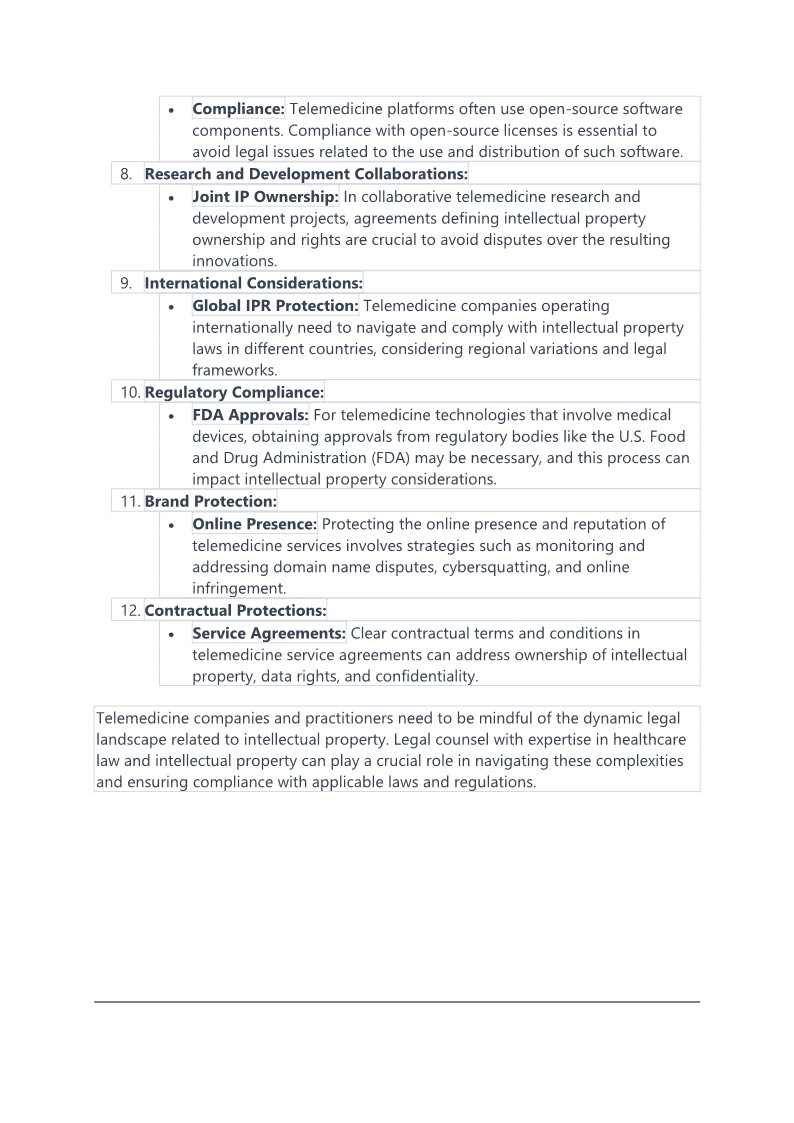 • Compliance: Telemedicine platforms often use open-source software
components. Compliance with open-source licenses is essential to
avoid legal issues related to the use and distribution of such software.
8. Research and Development Collaborations:
• Joint IP Ownership: In collaborative telemedicine research and
development projects, agreements defining intellectual property
ownership and rights are crucial to avoid disputes over the resulting
innovations.
9. International Considerations:
• Global IPR Protection: Telemedicine companies operating
internationally need to navigate and comply with intellectual property
laws in different countries, considering regional variations and legal
frameworks.
10. Regulatory Compliance:
• FDA Approvals: For telemedicine technologies that involve medical
devices, obtaining approvals from regulatory bodies like the U.S. Food
and Drug Administration (FDA) may be necessary, and this process can
impact intellectual property considerations.
11. Brand Protection:
• Online Presence: Protecting the online presence and reputation of
telemedicine services involves strategies such as monitoring and
addressing domain name disputes, cybersquatting, and online
infringement.
12. Contractual Protections:
• Service Agreements: Clear contractual terms and conditions in
telemedicine service agreements can address ownership of intellectual
property, data rights, and confidentiality.
Telemedicine companies and practitioners need to be mindful of the dynamic legal
landscape related to intellectual property. Legal counsel with expertise in healthcare
law and intellectual property can play a crucial role in navigating these complexities
and ensuring compliance with applicable laws and regulations.